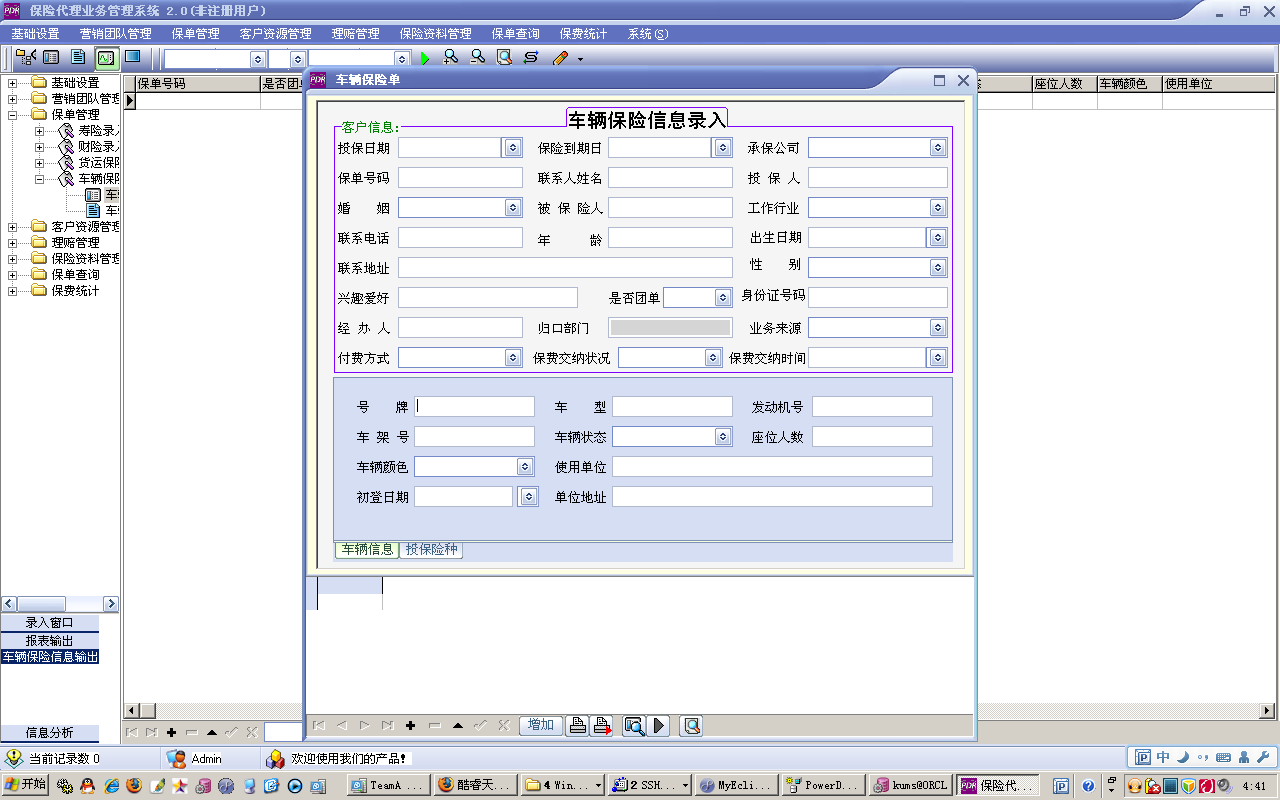 PDR 保险代理业务管理系统 2.0(非注册用户)
基础设置 营销团队管理 保单管理 客户资源管理 理赔管理 保险资料管理 保单查询 保费统计 系统(C)
保单号码 是否团单 座位人数 车辆颜色 使用单位
基础设置
营销团队管理
保单管理
寿险录入
财险录入
货运保险
车辆保险
客户资源管理
理赔管理
保险资料管理
保单查询
保费统计
录入窗口
报表输出
车辆保险信息输出
信息分析
PDR 车辆保险单
车辆保险信息录入
客户信息:
投保日期 保险到期日 承保公司
保单号码 联系人姓名 投 保 人
婚 姻 被 保 险人 工作行业
联系电话 年 龄 出生日期
联系地址 性 别
兴趣爱好 是否团单 身份证号码
经 办 人 归口部门 业务来源
付费方式 保费交纳状况 保费交纳时间
号 牌 车 型 发动机号
车 架 号 车辆状态 座位人数
车辆颜色 使用单位
初登日期 单位地址
车辆信息 投保险种
增加
当前记录数 0 Admin 欢迎使用我们的产品!
中
开始 TeamA ... 酷睿天... 4 Win... 2 SSH... MyEcli... PowerD... kums@ORCL PDR 保险代... 4:41